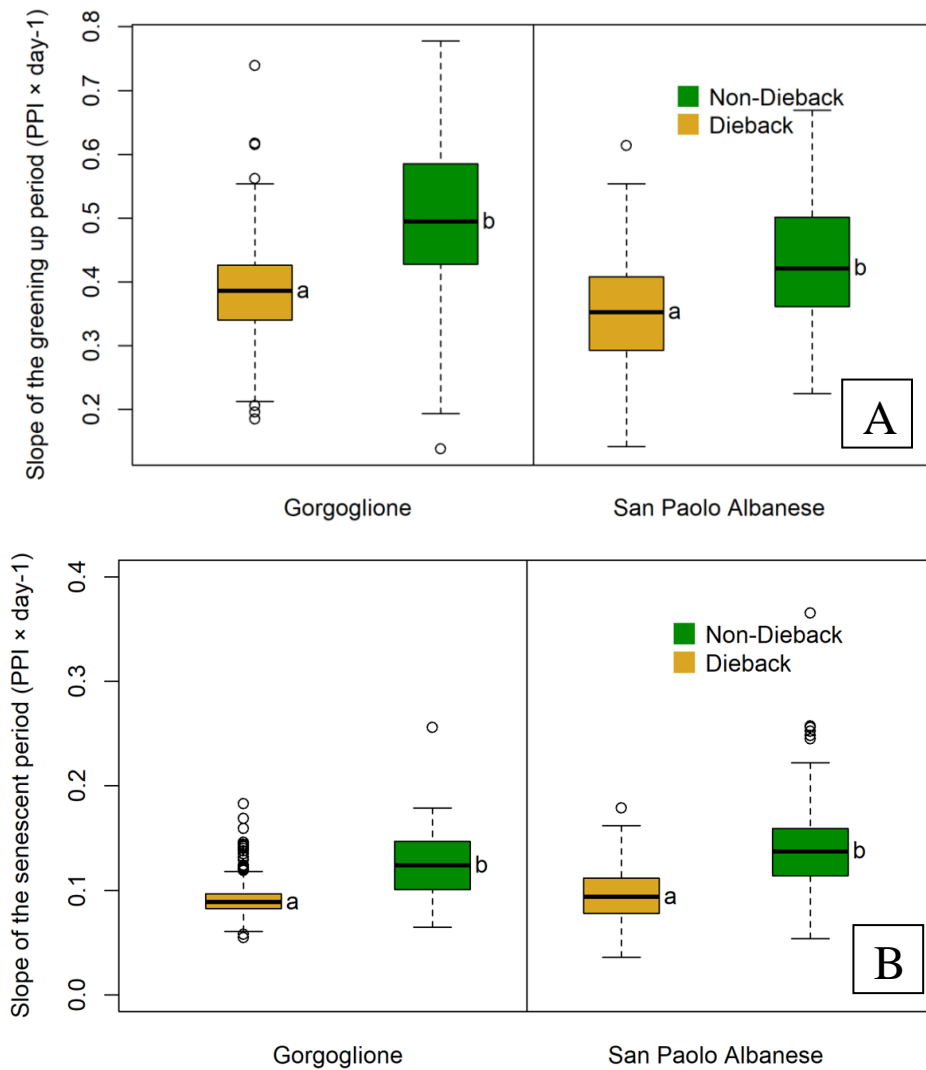 Slope of the greening up period (PPI × day-1)
0.8
0.7
0.6
0.5
0.4
0.3
0.2
Non-Dieback
Dieback
a
b
a
b
A
Gorgoglione
San Paolo Albanese
Slope of the senescent period (PPI × day-1)
0.4
0.3
0.2
0.1
0.0
Non-Dieback
Dieback
a
b
a
b
B
Gorgoglione
San Paolo Albanese